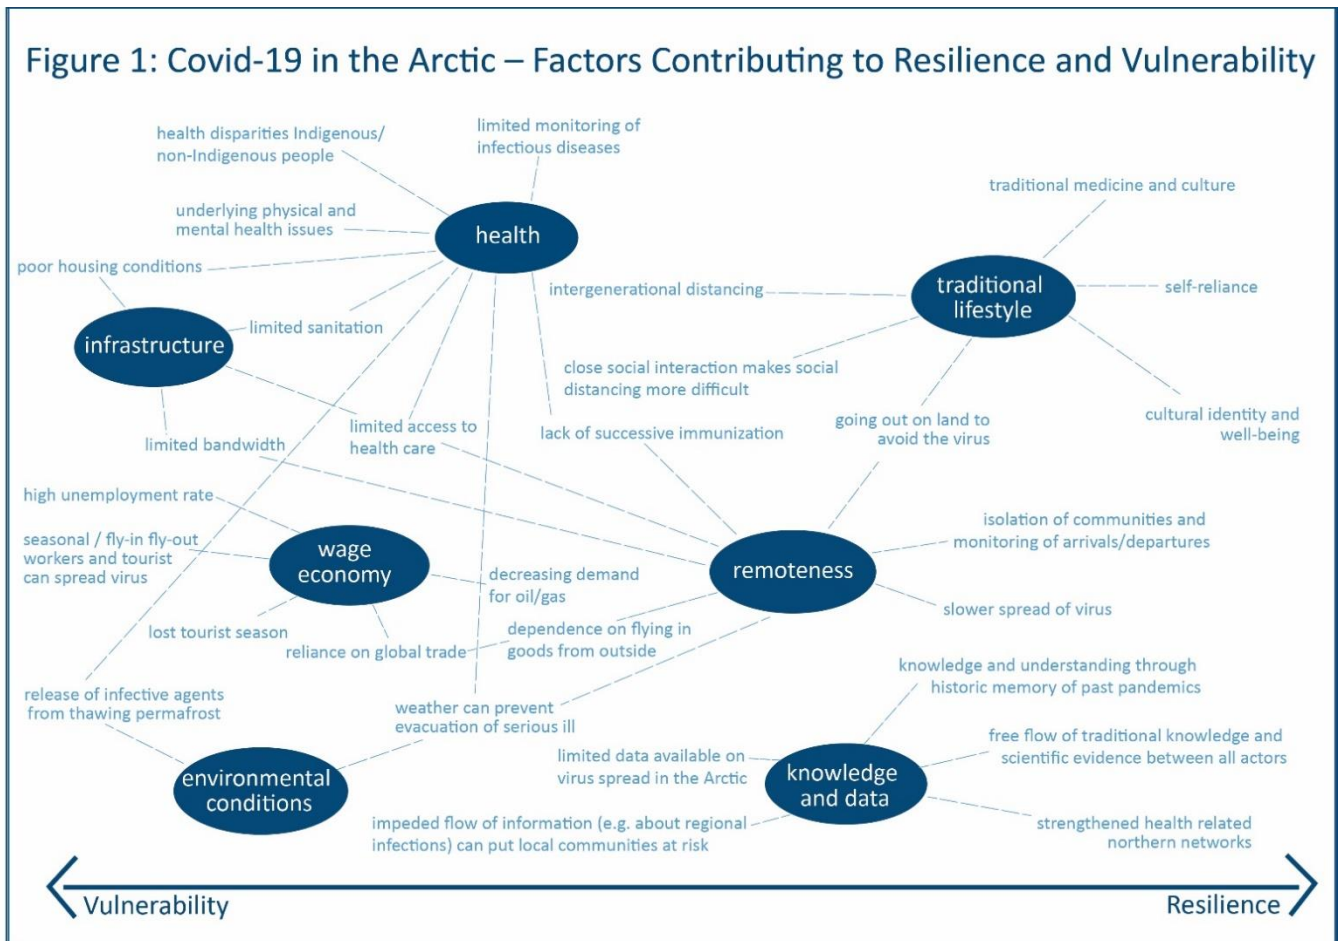 Figure 1: Covid-19 in the Arctic – Factors Contributing to Resilience and Vulnerability
health disparities Indigenous/
non-Indigenous people
limited monitoring of
infectious diseases
traditional medicine and culture
underlying physical and
mental health issues
health
poor housing conditions
intergenerational distancing
traditional
lifestyle
self-reliance
infrastructure
limited sanitation
close social interaction makes social
distancing more difficult
limited bandwidth
limited access to
health care
lack of successive immunization
going out on land to
avoid the virus
cultural identity and
well-being
high unemployment rate
seasonal / fly-in fly-out
workers and tourist
can spread virus
wage
economy
decreasing demand
for oil/gas
remoteness
isolation of communities and
monitoring of arrivals/departures
slower spread of virus
lost tourist season
reliance on global trade
dependence on flying in
goods from outside
knowledge and understanding through
historic memory of past pandemics
release of infective agents
from thawing permafrost
weather can prevent
evacuation of serious ill
limited data available on
virus spread in the Arctic
free flow of traditional knowledge and
scientific evidence between all actors
environmental
conditions
knowledge
and data
impeded flow of information (e.g. about regional
infections) can put local communities at risk
strengthened health related
northern networks
Vulnerability
Resilience